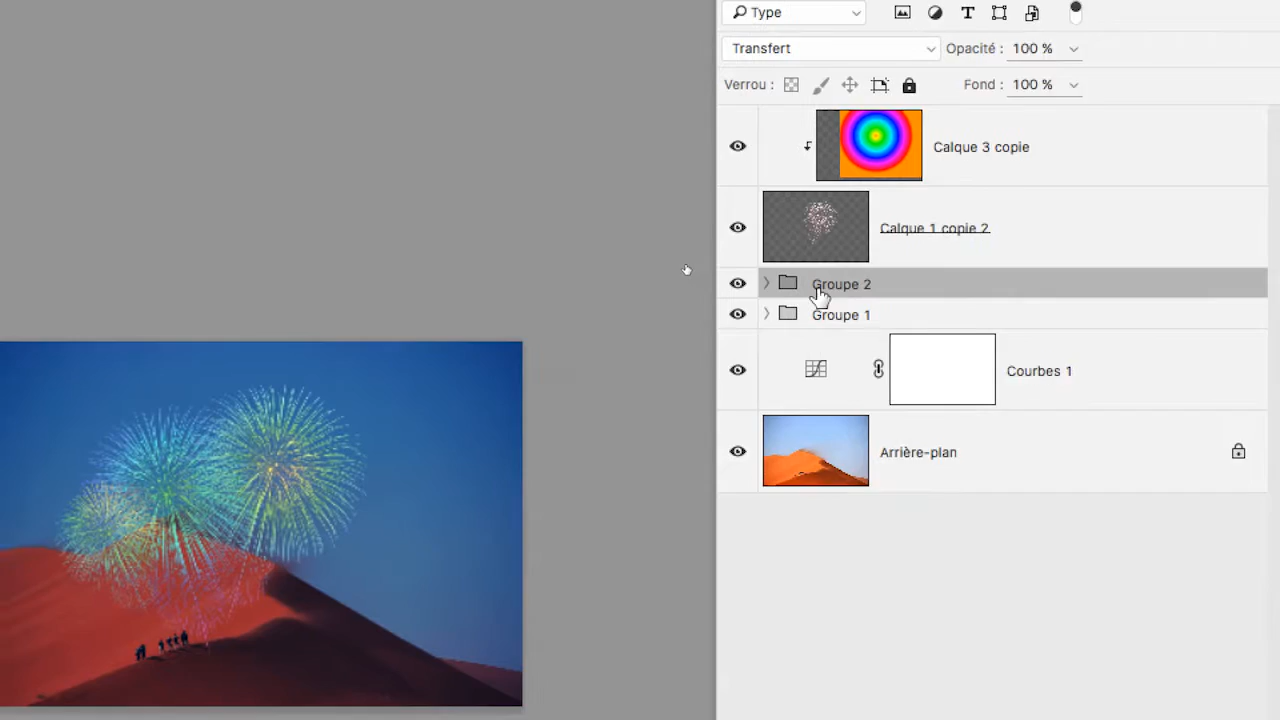 Type T
Transfert Opacité : 100 %
Verrou : Fond : 100 %
Calque 3 copie
Calque 1 copie 2
Groupe 2
Groupe 1
Courbes 1
Arrière-plan